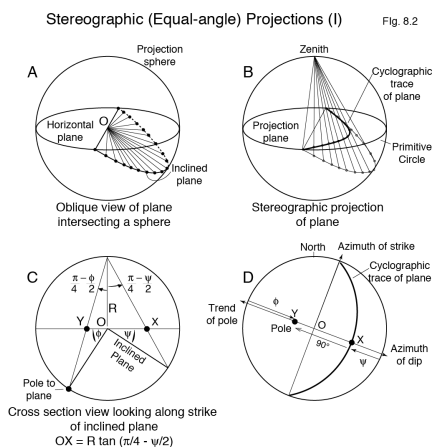 Stereographic (Equal-angle) Projections (I)
FIg. 8.2
A
Projection
sphere
O
Horizontal
plane
Inclined
plane
Oblique view of plane
intersecting a sphere
B
Zenith
Cyclographic
trace
of plane
Projection
plane
Primitive
Circle
Stereographic projection
of plane
C
π − ϕ
4 2
π − ψ
4 2
R
Y
O
X
(ϕ
ψ)
Inclined
Plane
Pole to
plane
Cross section view looking along strike
of inclined plane
OX = R tan (π/4 - ψ/2)
D
North
Azimuth of strike
Cyclographic
trace of plane
ϕ
Trend
of pole
Y
Pole
O
X
90°
Azimuth
of dip
ψ